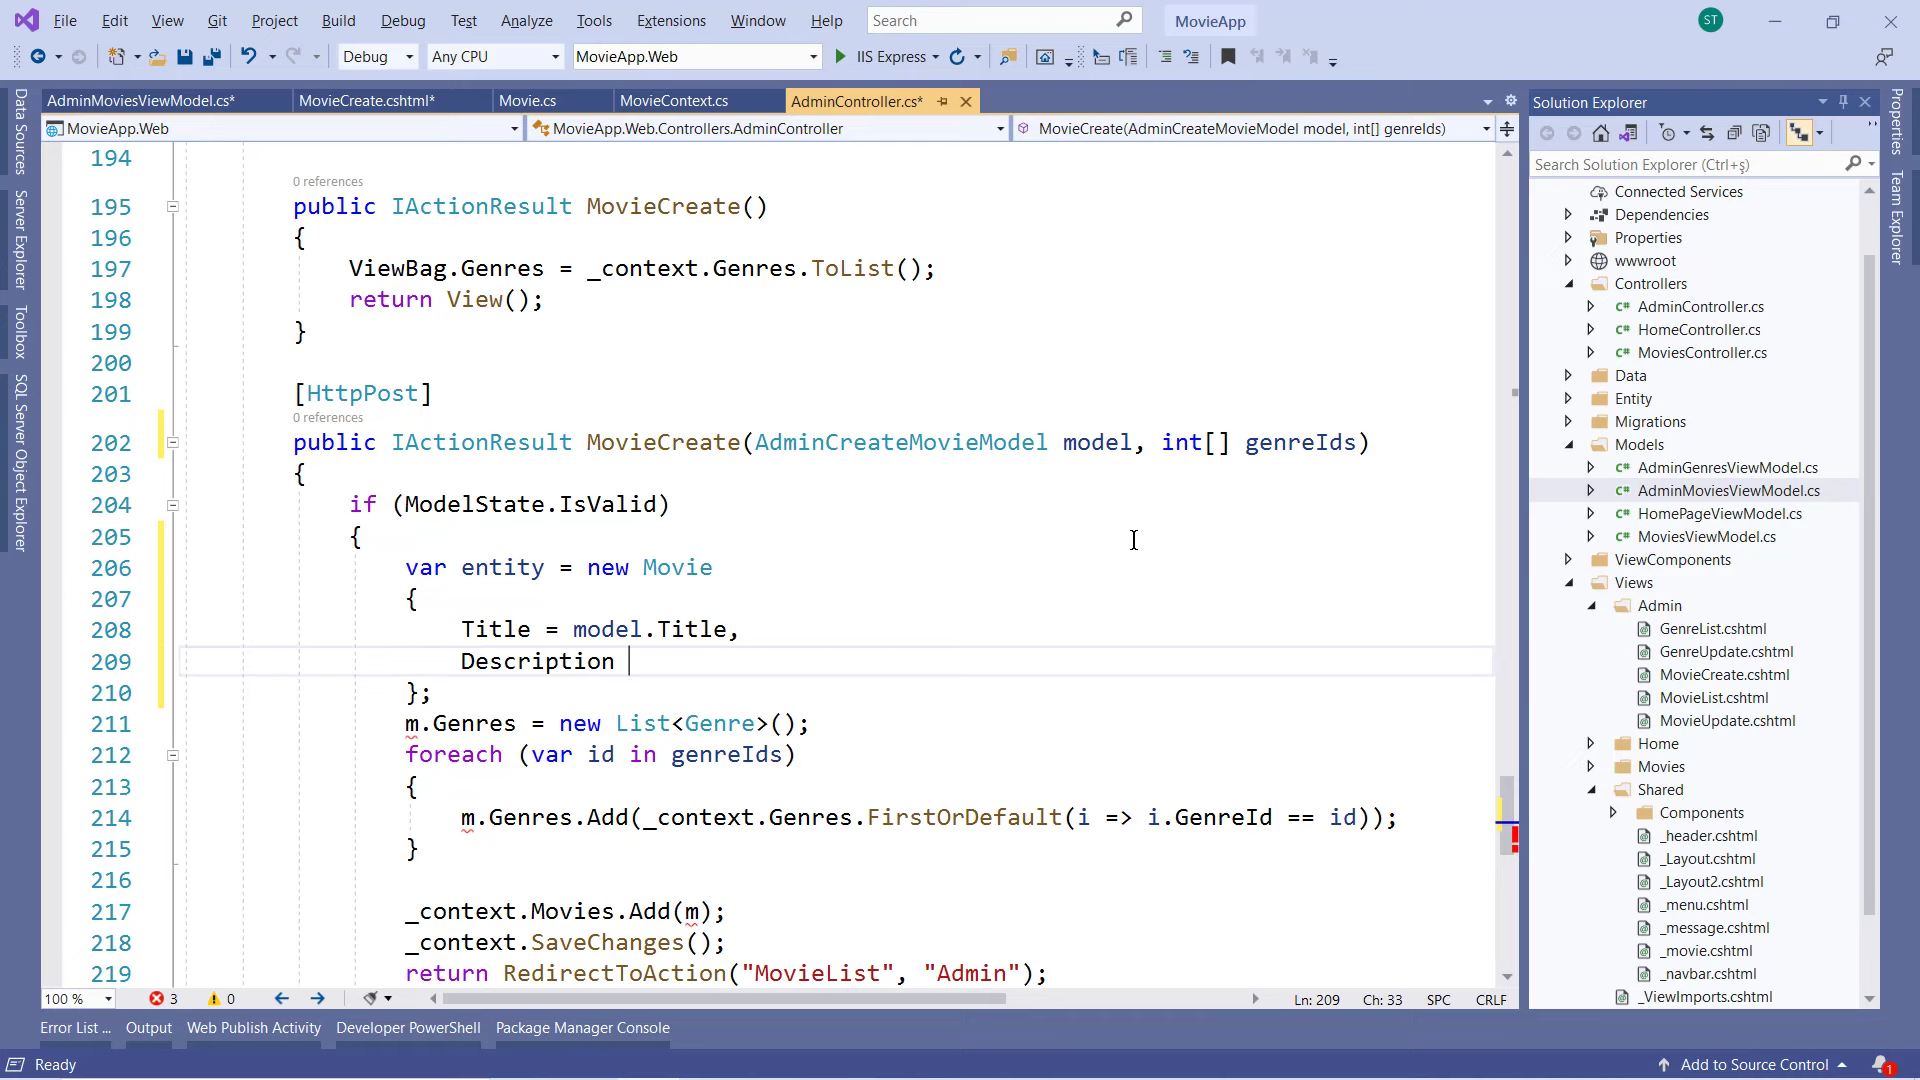 File Edit View Git Project Build Debug Test Analyze Tools Extensions Window Help Search MovieApp ST
Debug Any CPU MovieApp.Web IIS Express
AdminMoviesViewModel.cs* MovieCreate.cshtml* Movie.cs MovieContext.cs AdminController.cs*
MovieApp.Web MovieApp.Web.Controllers.AdminController MovieCreate(AdminCreateMovieModel model, int[] genreIds)
Data Sources
Server Explorer
Toolbox
SQL Server Object Explorer
194
0 references
195 public IActionResult MovieCreate()
196 {
197 ViewBag.Genres = _context.Genres.ToList();
198 return View();
199 }
200
201 [HttpPost]
0 references
202 public IActionResult MovieCreate(AdminCreateMovieModel model, int[] genreIds)
203 {
204 if (ModelState.IsValid)
205 {
206 var entity = new Movie
207 {
208 Title = model.Title,
209 Description
210 };
211 m.Genres = new List<Genre>();
212 foreach (var id in genreIds)
213 {
214 m.Genres.Add(_context.Genres.FirstOrDefault(i => i.GenreId == id));
215 }
216
217 _context.Movies.Add(m);
218 _context.SaveChanges();
219 return RedirectToAction("MovieList", "Admin");
100 % 3 0 Ln: 209 Ch: 33 SPC CRLF
Solution Explorer
Search Solution Explorer (Ctrl+ş)
Connected Services
Dependencies
Properties
wwwroot
Controllers
C# AdminController.cs
C# HomeController.cs
C# MoviesController.cs
Data
Entity
Migrations
Models
C# AdminGenresViewModel.cs
C# AdminMoviesViewModel.cs
C# HomePageViewModel.cs
C# MoviesViewModel.cs
ViewComponents
Views
Admin
GenreList.cshtml
GenreUpdate.cshtml
MovieCreate.cshtml
MovieList.cshtml
MovieUpdate.cshtml
Home
Movies
Shared
Components
_header.cshtml
_Layout.cshtml
_Layout2.cshtml
_menu.cshtml
_message.cshtml
_movie.cshtml
_navbar.cshtml
_ViewImports.cshtml
Properties
Team Explorer
Error List ... Output Web Publish Activity Developer PowerShell Package Manager Console
Ready Add to Source Control 1